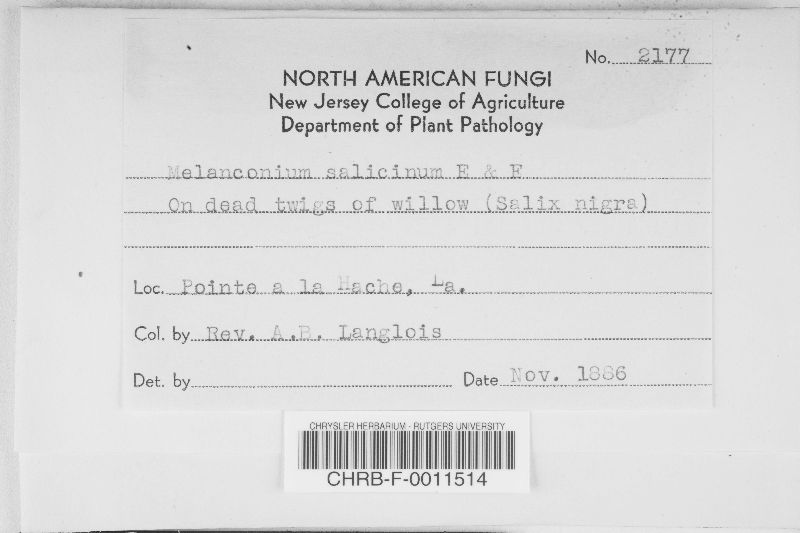 No. 2177
NORTH AMERICAN FUNGI
New Jersey College of Agriculture
Department of Plant Pathology
Melanconium salicinum E & E
On dead twigs of willow (Salix nigra)
Loc. Pointe a la Hache, La.
Col. by Rev. A.B. Langlois
Det. by
Date Nov. 1886
CHRYSLER HERBARIUM - RUTGERS UNIVERSITY
CHRB-F-0011514